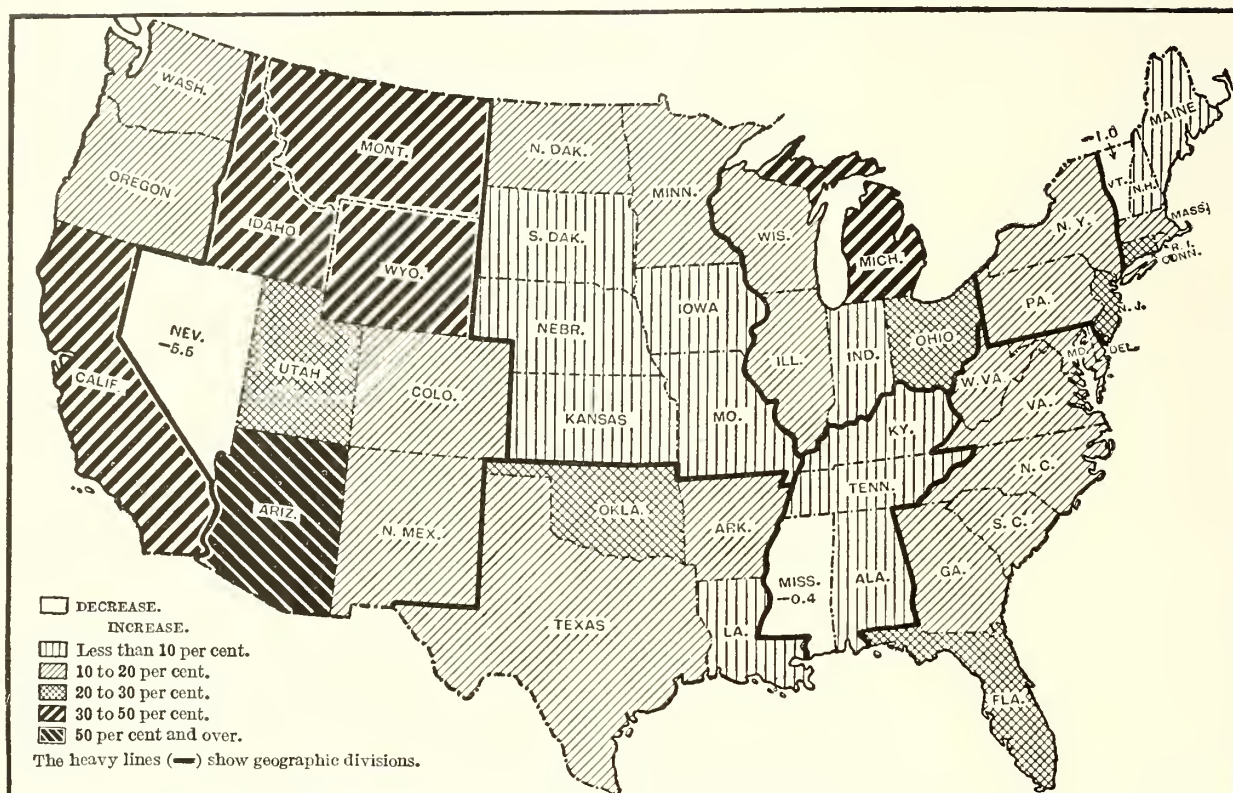 WASH.
MONT.
N. DAK.
MINN.
MAINE
-1.0
VT.
N.H.
OREGON
IDAHO
WYO.
S. DAK.
WIS.
MICH.
N.Y.
MASS.
R. I.
CONN.
NEV.
-5.5
UTAH
COLO.
NEBR.
IOWA
ILL.
IND.
OHIO
PA.
N. J.
CALIF.
KANSAS
MO.
KY.
W. VA.
VA.
MD.
DEL.
ARIZ.
N. MEX.
OKLA.
ARK.
TENN.
N. C.
S. C.
TEXAS
LA.
MISS.
-0.4
ALA.
GA.
FLA.
DECREASE.
INCREASE.
Less than 10 per cent.
10 to 20 per cent.
20 to 30 per cent.
30 to 50 per cent.
50 per cent and over.
The heavy lines (━) show geographic divisions.